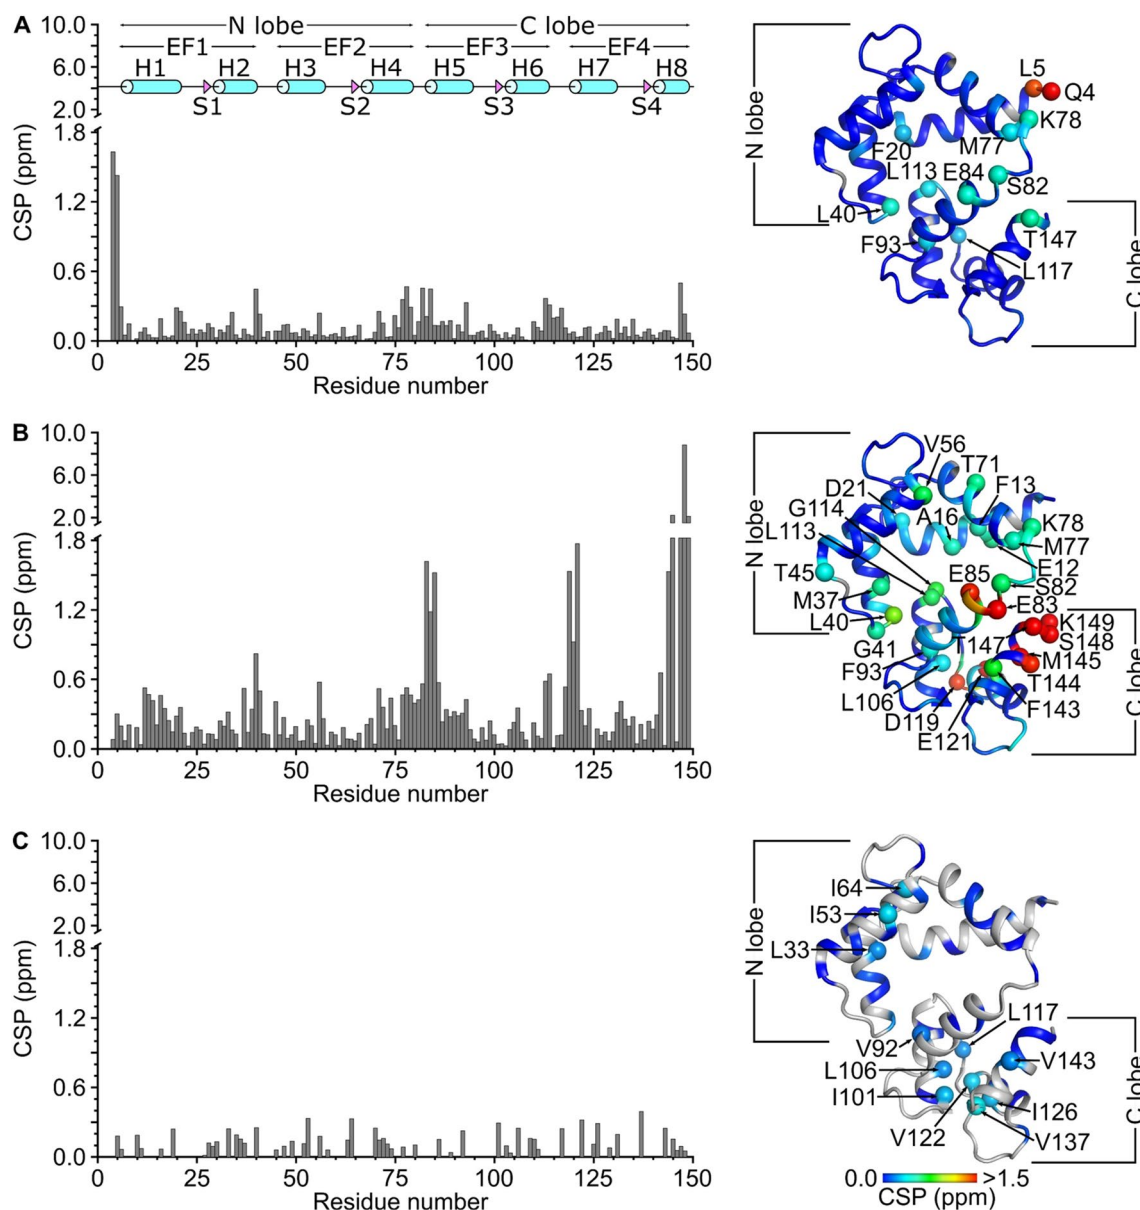 A
N lobe
C lobe
EF1
EF2
EF3
EF4
H1
H2
H3
H4
H5
H6
H7
H8
S1
S2
S3
S4
10.0
6.0
2.0
1.8
1.2
0.6
0.0
CSP (ppm)
0
25
50
75
100
125
150
Residue number
N lobe
L5
Q4
K78
M77
F20
L113
E84
S82
L40
F93
T147
L117
C lobe
B
10.0
6.0
2.0
1.8
1.2
0.6
0.0
CSP (ppm)
0
25
50
75
100
125
150
Residue number
N lobe
V56
T71
D21
F13
G114
A16
L113
K78
M77
E12
T45
E85
S82
M37
E83
L40
K149
G41
T147
S148
F93
M145
L106
T144
D119
F143
E121
C lobe
C
10.0
6.0
2.0
1.8
1.2
0.6
0.0
CSP (ppm)
0
25
50
75
100
125
150
Residue number
N lobe
I64
I53
L33
L117
V92
V143
L106
I101
I126
V122
V137
C lobe
0.0
>1.5
CSP (ppm)